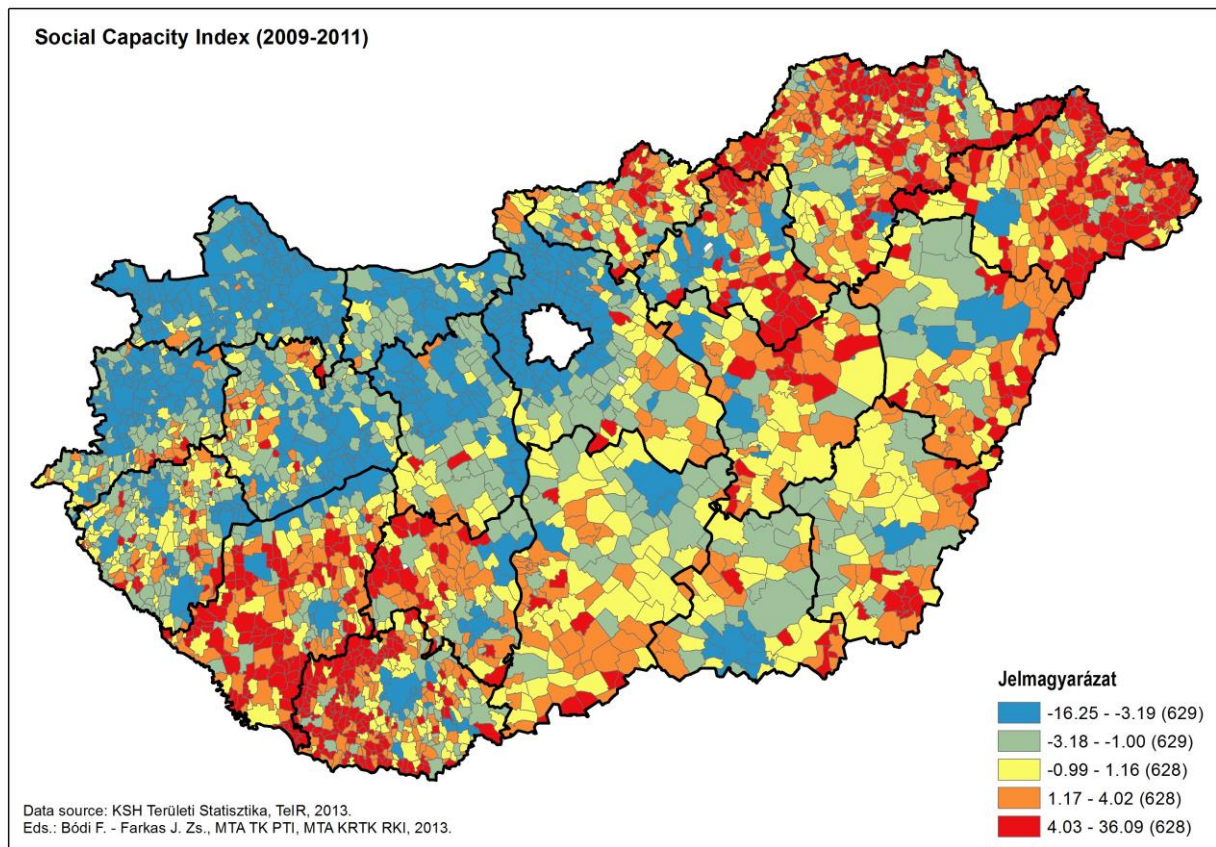 Social Capacity Index (2009-2011)
Jelmagyarázat
-16.25 - -3.19 (629)
-3.18 - -1.00 (629)
-0.99 - 1.16 (628)
1.17 - 4.02 (628)
4.03 - 36.09 (628)
Data source: KSH Területi Statisztika, TeIR, 2013.
Eds.: Bódi F. - Farkas J. Zs., MTA TK PTI, MTA KRTK RKI, 2013.